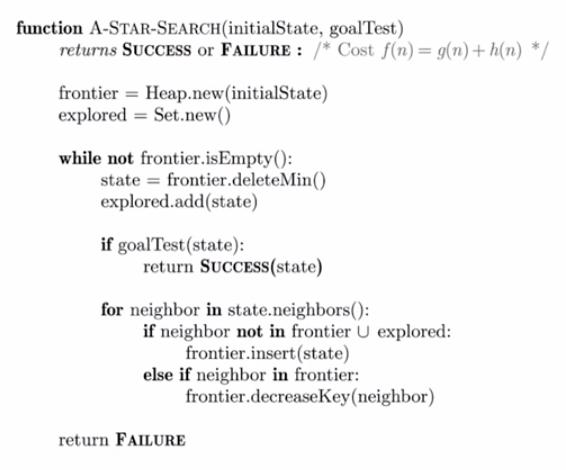 function A-STAR-SEARCH(initialState, goalTest)
returns SUCCESS or FAILURE : /* Cost f(n) = g(n) + h(n) */
frontier = Heap.new(initialState)
explored = Set.new()
while not frontier.isEmpty():
state = frontier.deleteMin()
explored.add(state)
if goalTest(state):
return SUCCESS(state)
for neighbor in state.neighbors():
if neighbor not in frontier ∪ explored:
frontier.insert(state)
else if neighbor in frontier:
frontier.decreaseKey(neighbor)
return FAILURE